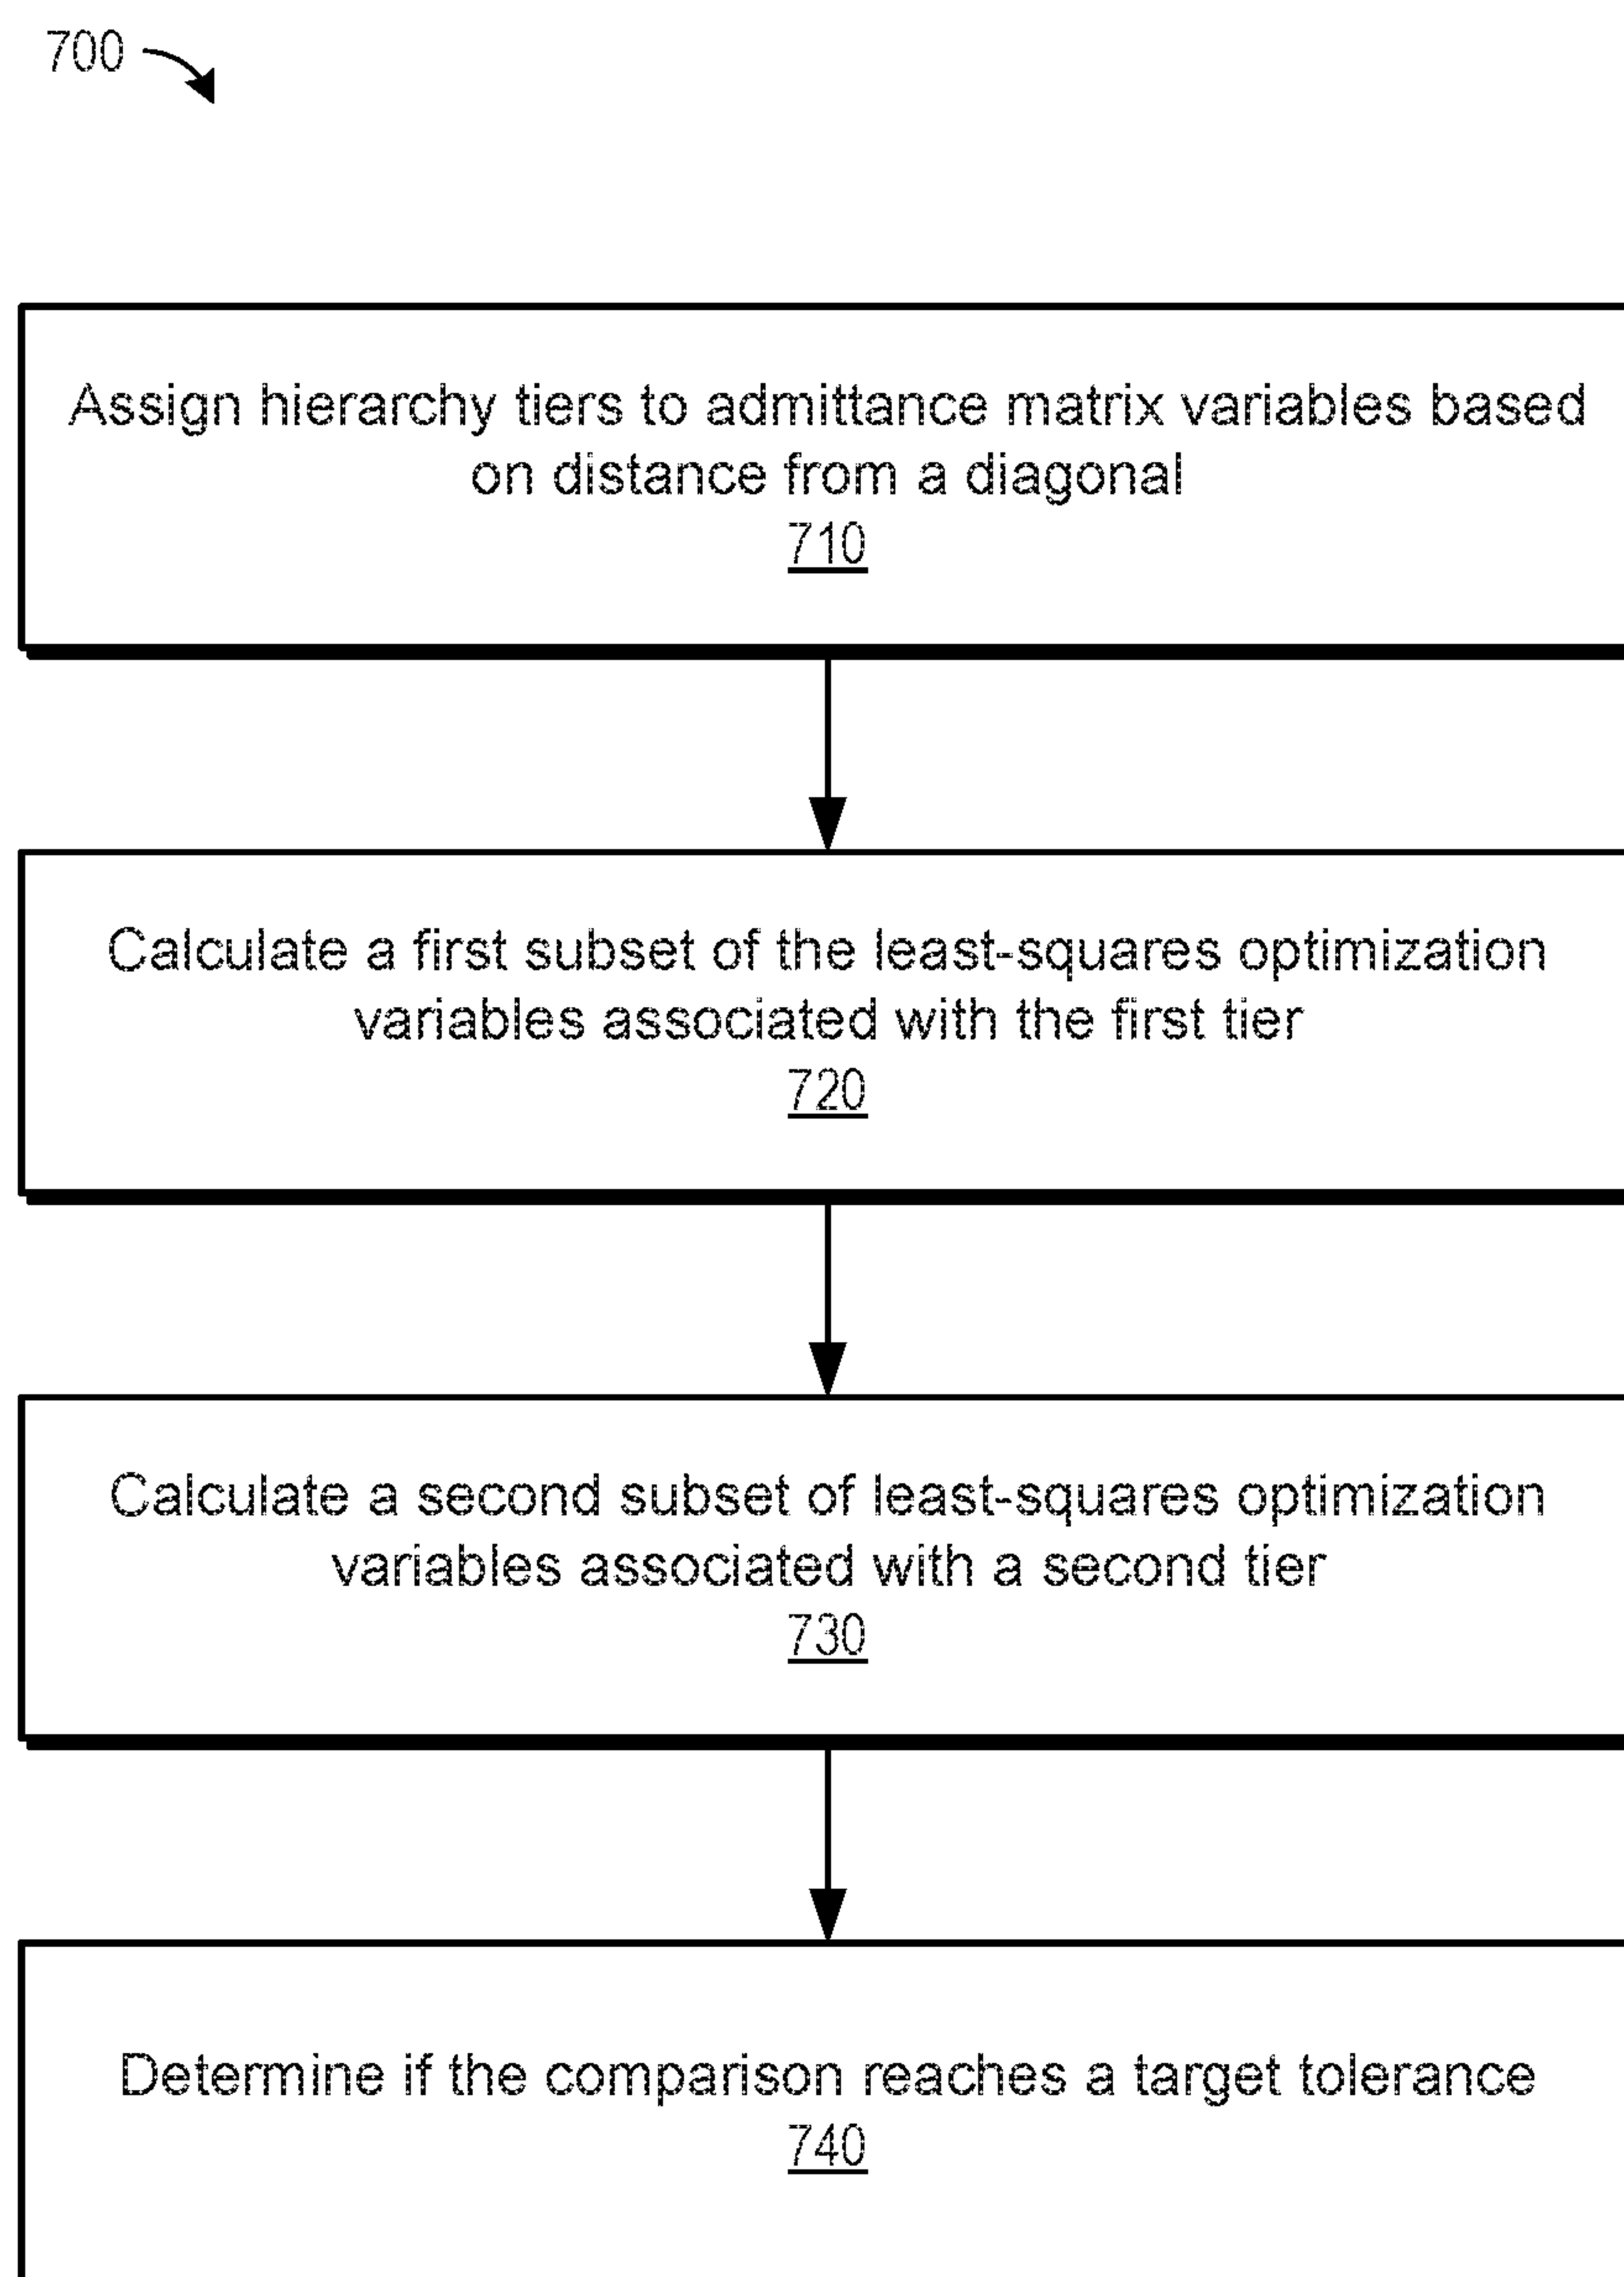 700
Assign hierarchy tiers to admittance matrix variables based
on distance from a diagonal
710
Calculate a first subset of the least-squares optimization
variables associated with the first tier
720
Calculate a second subset of least-squares optimization
variables associated with a second tier
730
Determine if the comparison reaches a target tolerance
740